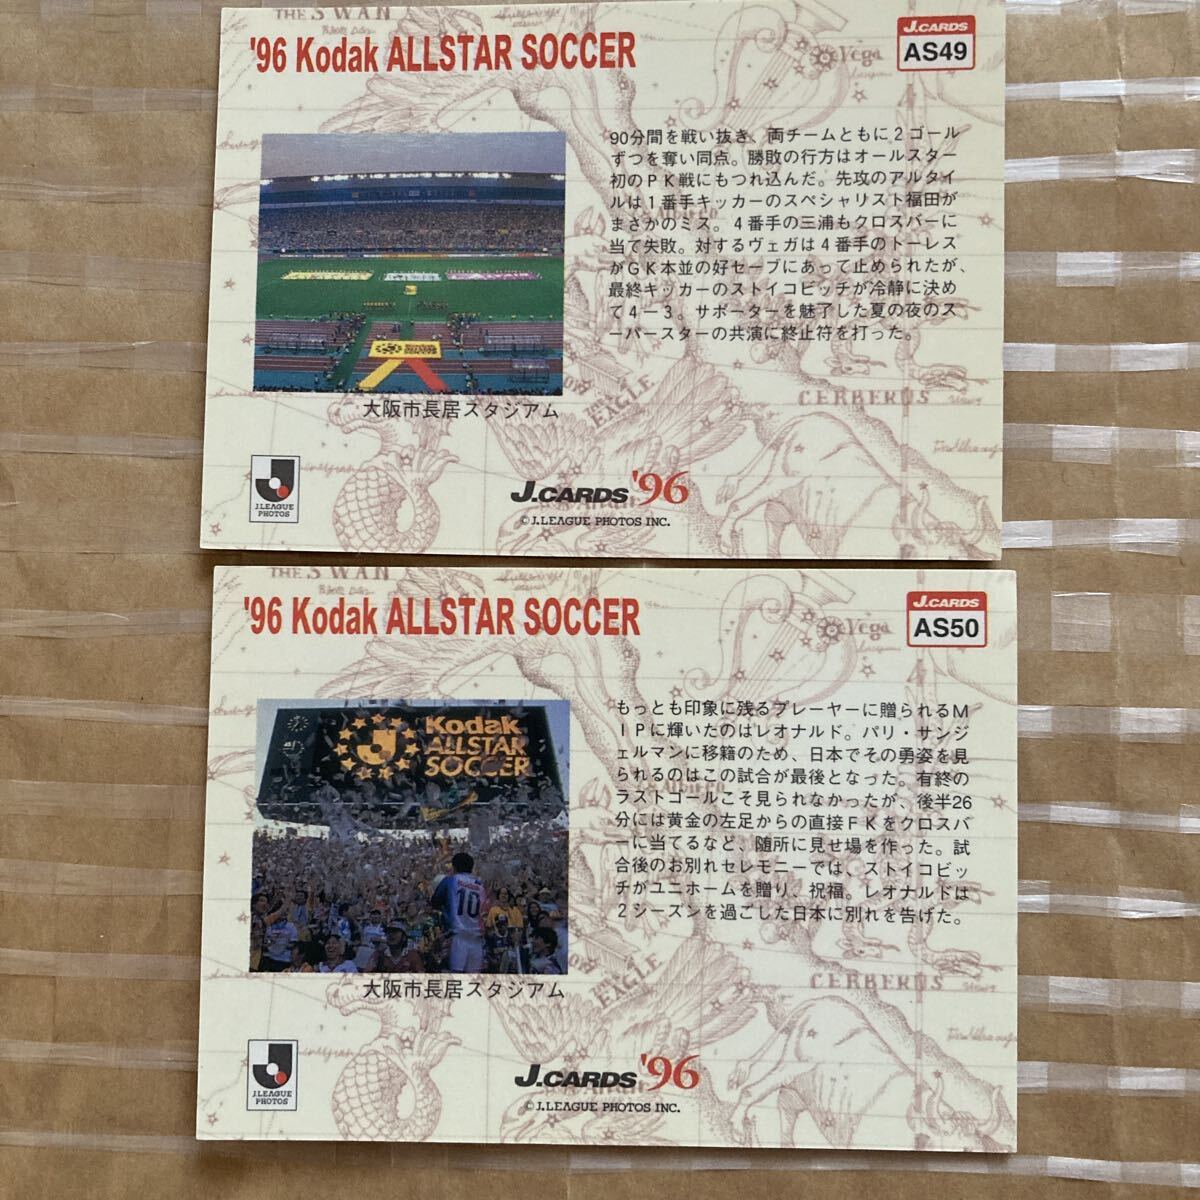 THE SWAN
'96 Kodak ALLSTAR SOCCER
J.CARDS
AS49
Vega
90分間を戦い抜き、両チームともに2ゴール
ずつを奪い同点。勝敗の行方はオールスター
初のPK戦にもつれ込んだ。先攻のアルタイ
ルは1番手キッカーのスペシャリスト福田が
まさかのミス。4番手の三浦もクロスバーに
当て失敗。対するヴェガは4番手のトーレス
がGK本並の好セーブにあって止められたが、
最終キッカーのストイコビッチが冷静に決め
て4－3。サポーターを魅了した夏の夜のス
ーパースターの共演に終止符を打った。
大阪市長居スタジアム
EAGLE
CERBERUS
J.LEAGUE
PHOTOS
J.CARDS '96
© J.LEAGUE PHOTOS INC.
THE SWAN
'96 Kodak ALLSTAR SOCCER
J.CARDS
AS50
Vega
Kodak
ALLSTAR
SOCCER
10
もっとも印象に残るプレーヤーに贈られるM
IPに輝いたのはレオナルド。パリ・サンジ
ェルマンに移籍のため、日本でその勇姿を見
られるのはこの試合が最後となった。有終の
ラストゴールこそ見られなかったが、後半26
分には黄金の左足からの直接FKをクロスバ
ーに当てるなど、随所に見せ場を作った。試
合後のお別れセレモニーでは、ストイコビッ
チがユニホームを贈り、祝福。レオナルドは
2シーズンを過ごした日本に別れを告げた。
大阪市長居スタジアム
EAGLE
CERBERUS
J.LEAGUE
PHOTOS
J.CARDS '96
© J.LEAGUE PHOTOS INC.